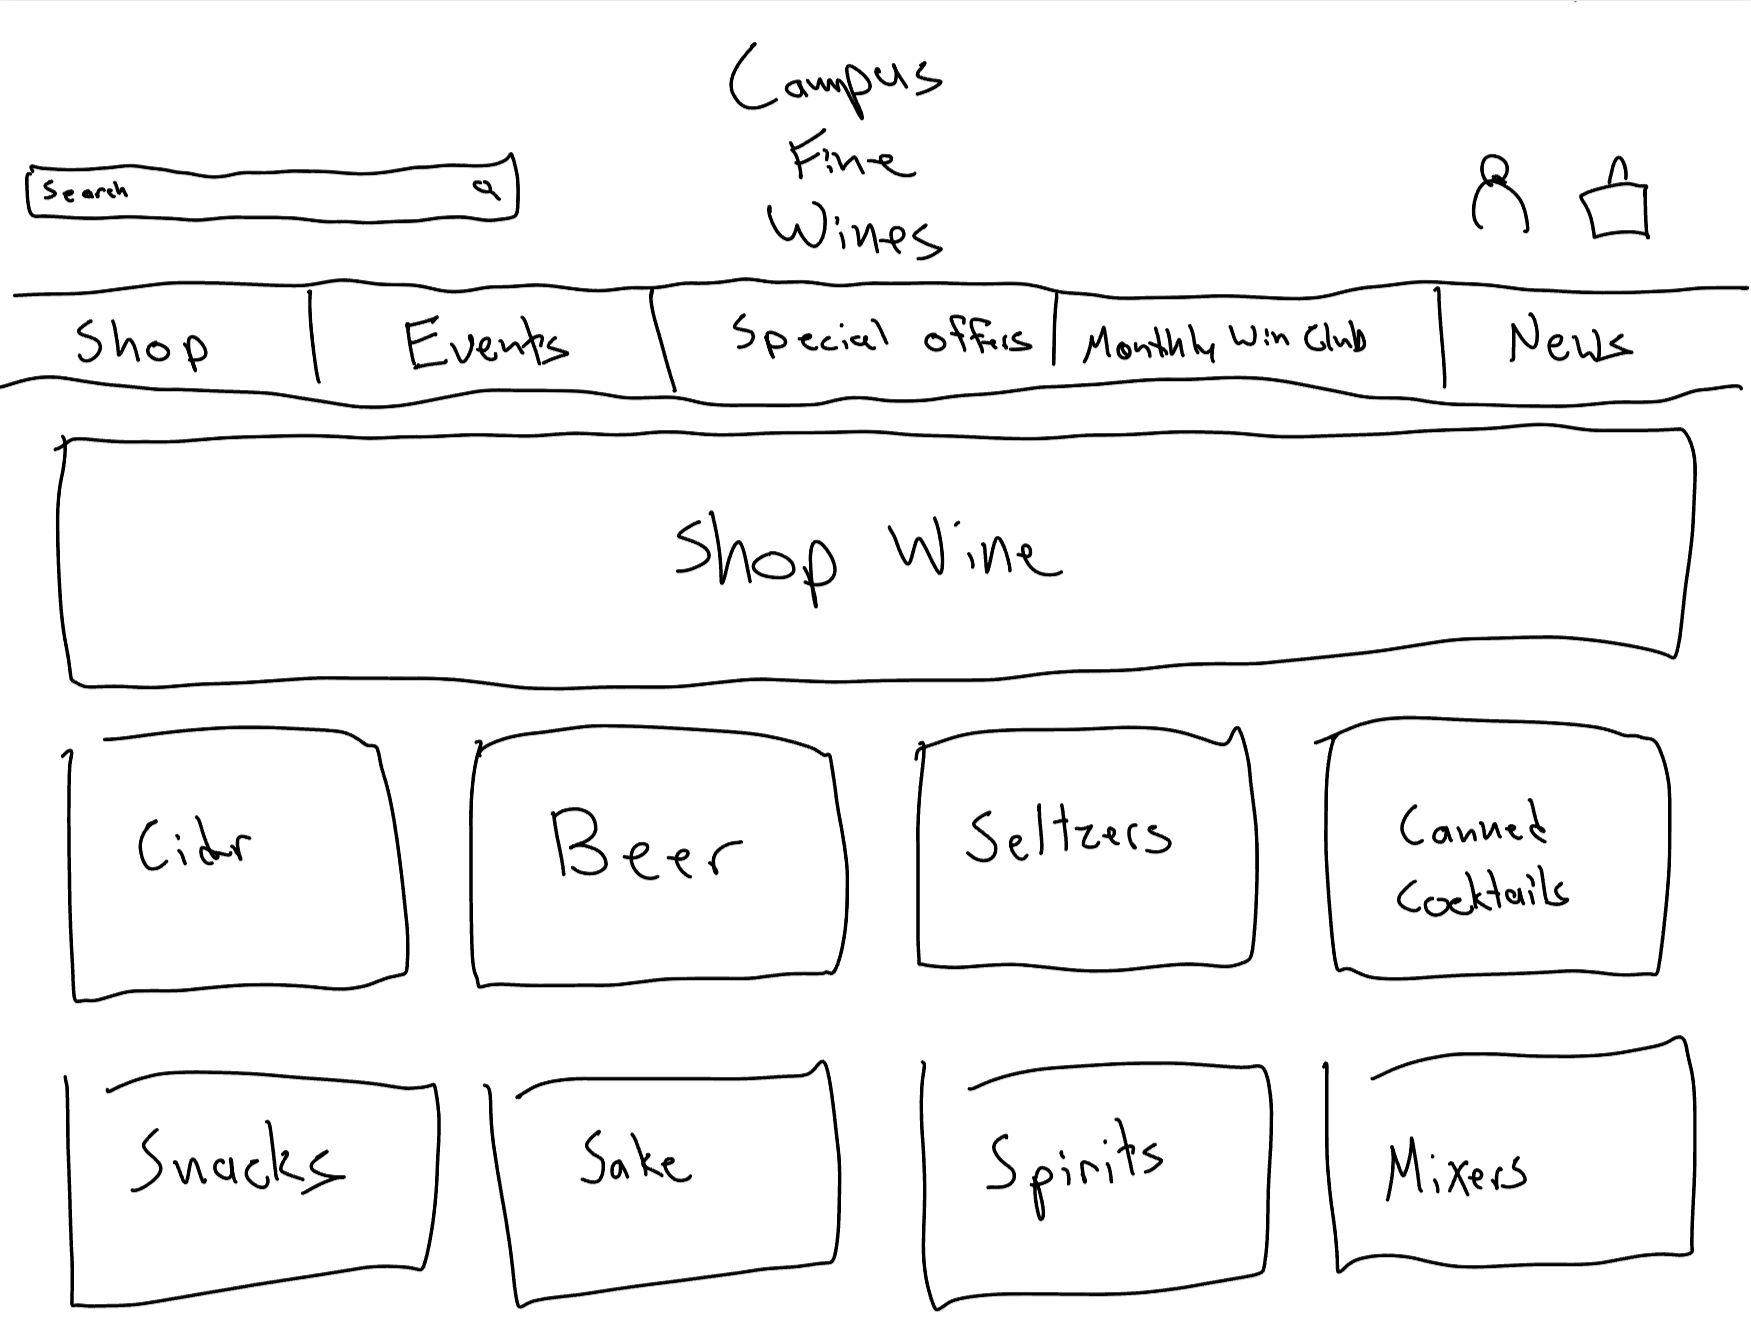 Campus
Fine
Wines
Search
Shop
Events
Special offers
Monthly Win Club
News
Shop Wine
Cidr
Beer
Seltzers
Canned
Cocktails
Snacks
Sake
Spirits
Mixers